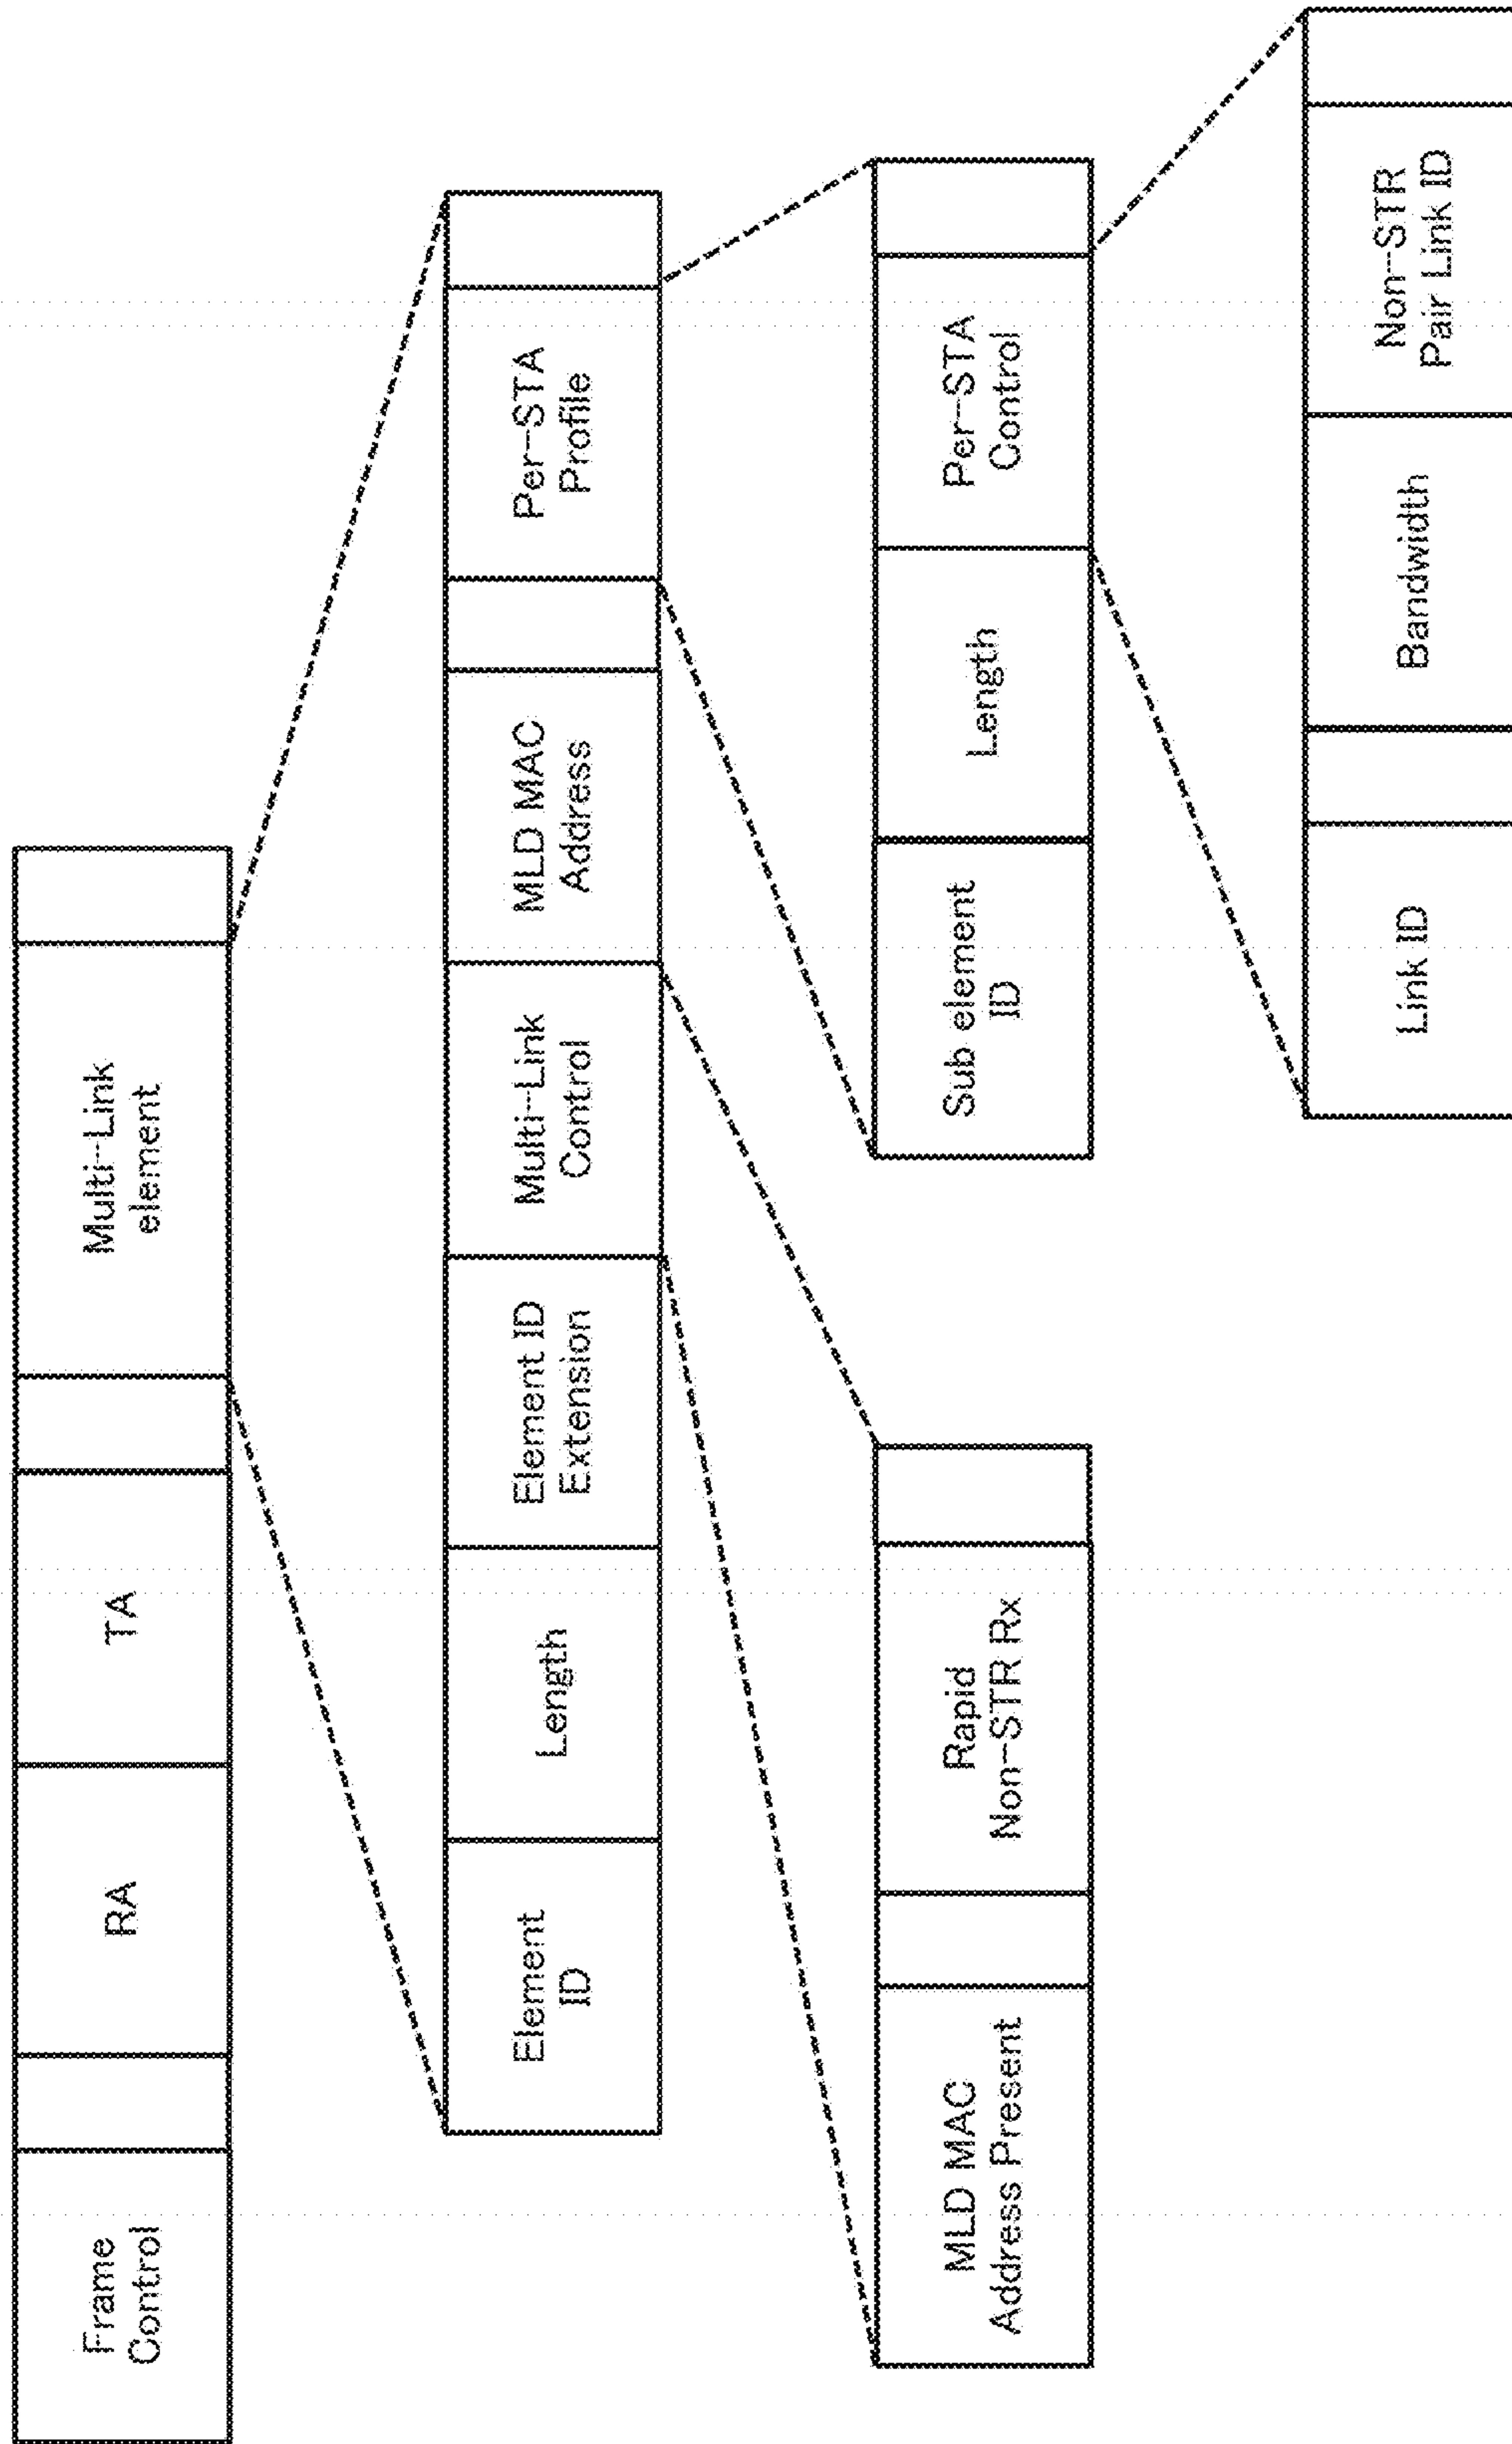 Frame
Control
RA
TA
Multi-Link
element
Element
ID
Length
Element ID
Extension
Multi-Link
Control
MLD MAC
Address
Per-STA
Profile
MLD MAC
Address Present
Rapid
Non-STR Rx
Sub element
ID
Length
Per-STA
Control
Link ID
Bandwidth
Non-STR
Pair Link ID